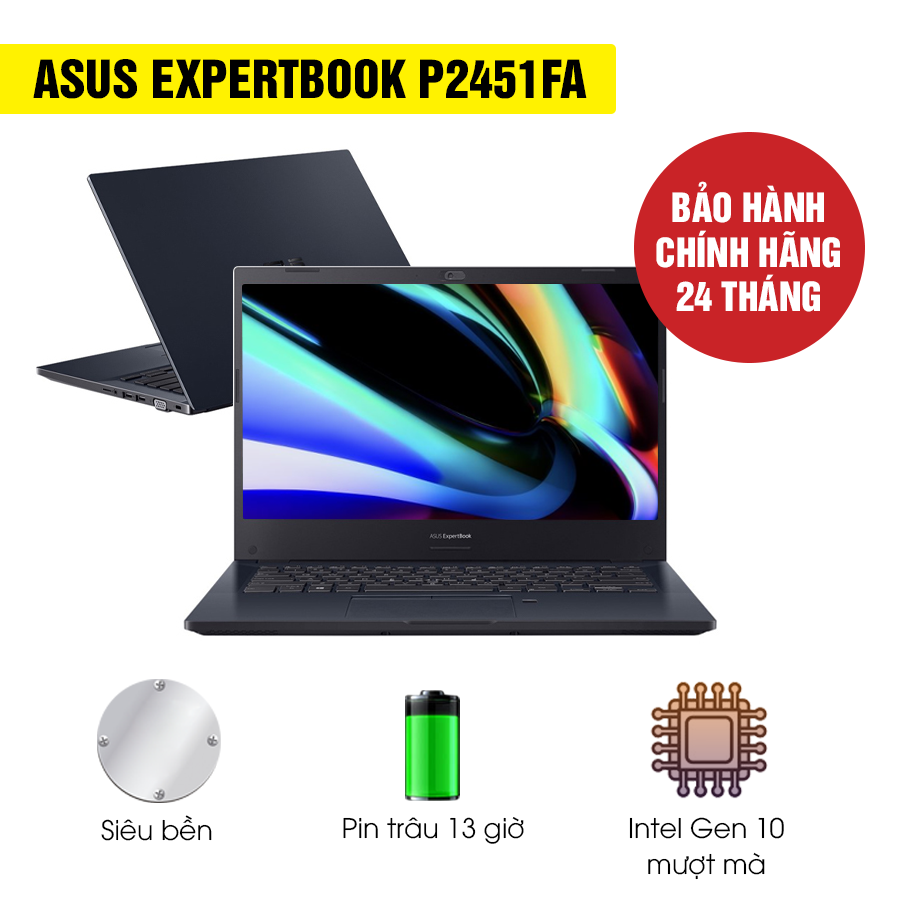 ASUS EXPERTBOOK P2451FA
BẢO HÀNH
CHÍNH HÃNG
24 THÁNG
ASUS ExpertBook
Siêu bền
Pin trâu 13 giờ
Intel Gen 10
mượt mà